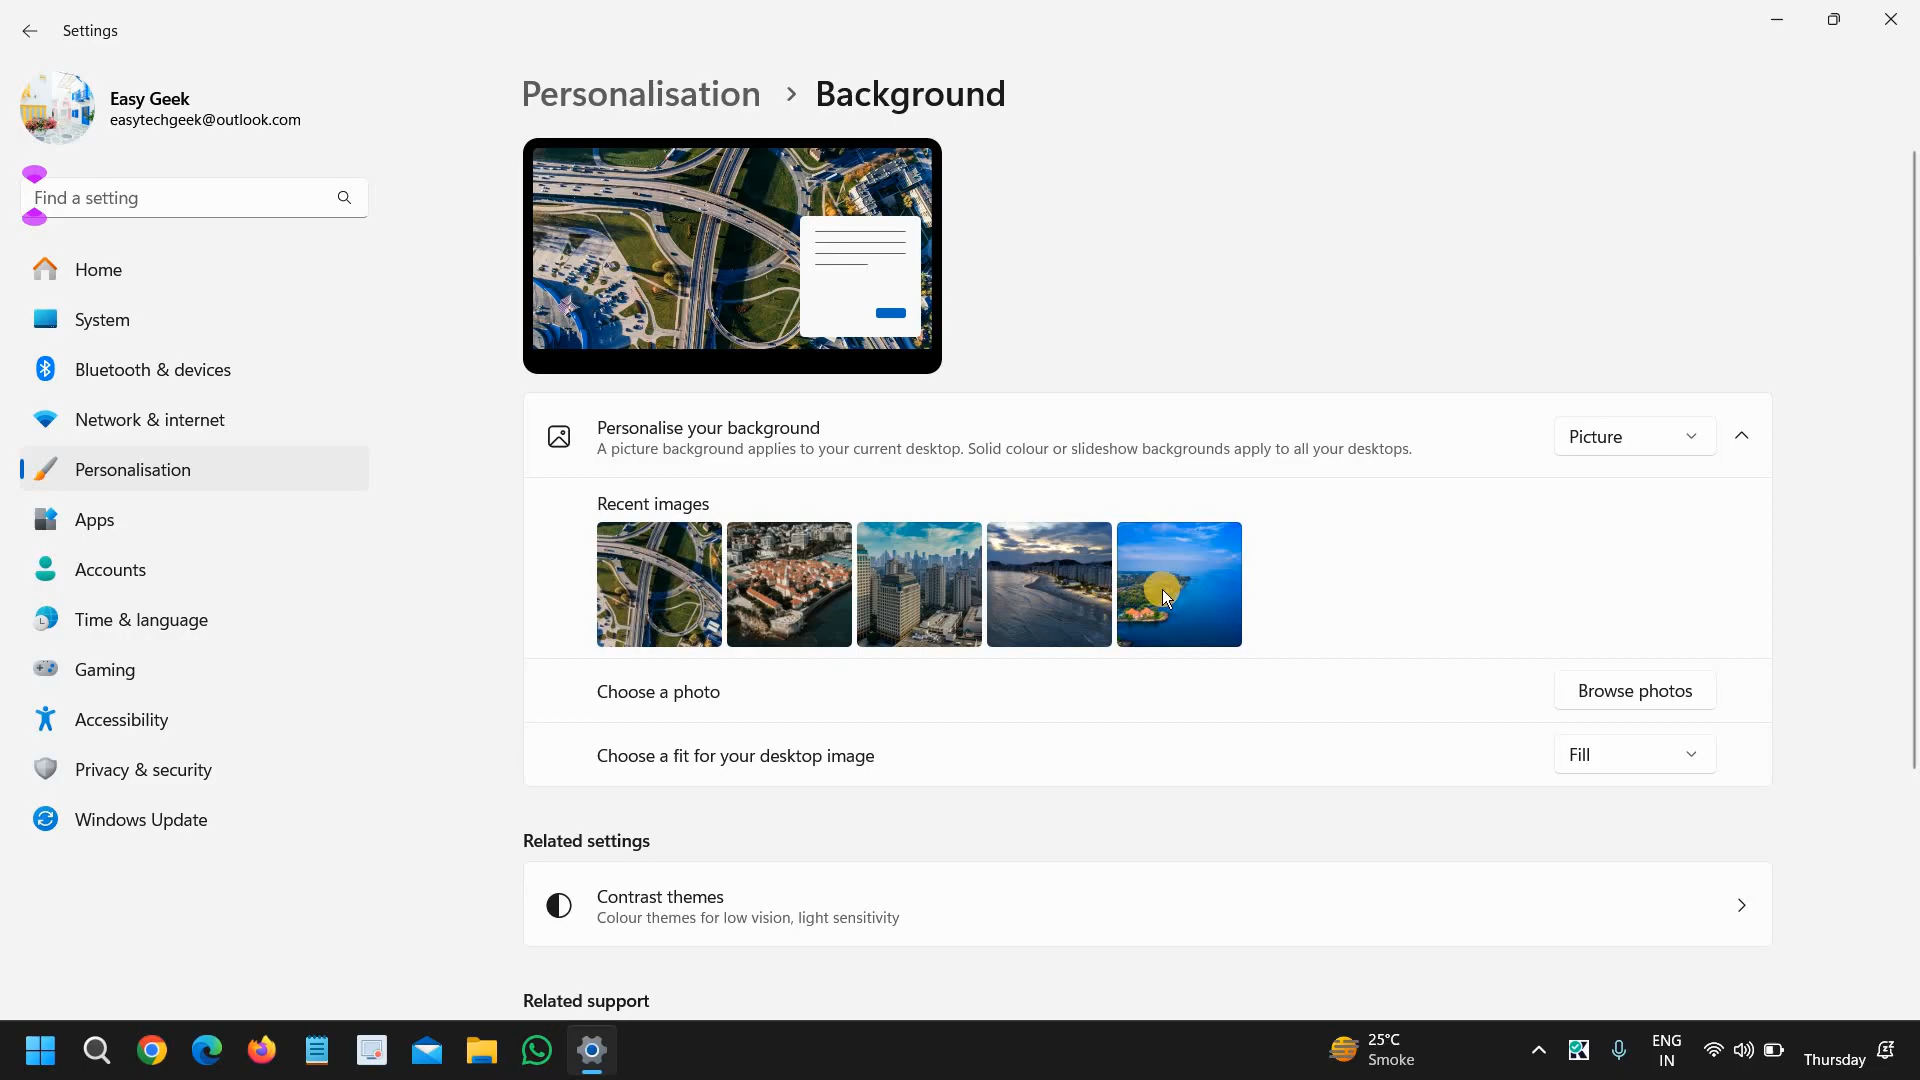 Settings
Easy Geek
easytechgeek@outlook.com
Find a setting
Home
System
Bluetooth & devices
Network & internet
Personalisation
Apps
Accounts
Time & language
Gaming
Accessibility
Privacy & security
Windows Update
Personalisation > Background
Personalise your background
A picture background applies to your current desktop. Solid colour or slideshow backgrounds apply to all your desktops.
Picture
Recent images
Choose a photo
Browse photos
Choose a fit for your desktop image
Fill
Related settings
Contrast themes
Colour themes for low vision, light sensitivity
Related support
25°C
Smoke
ENG
IN
Thursday